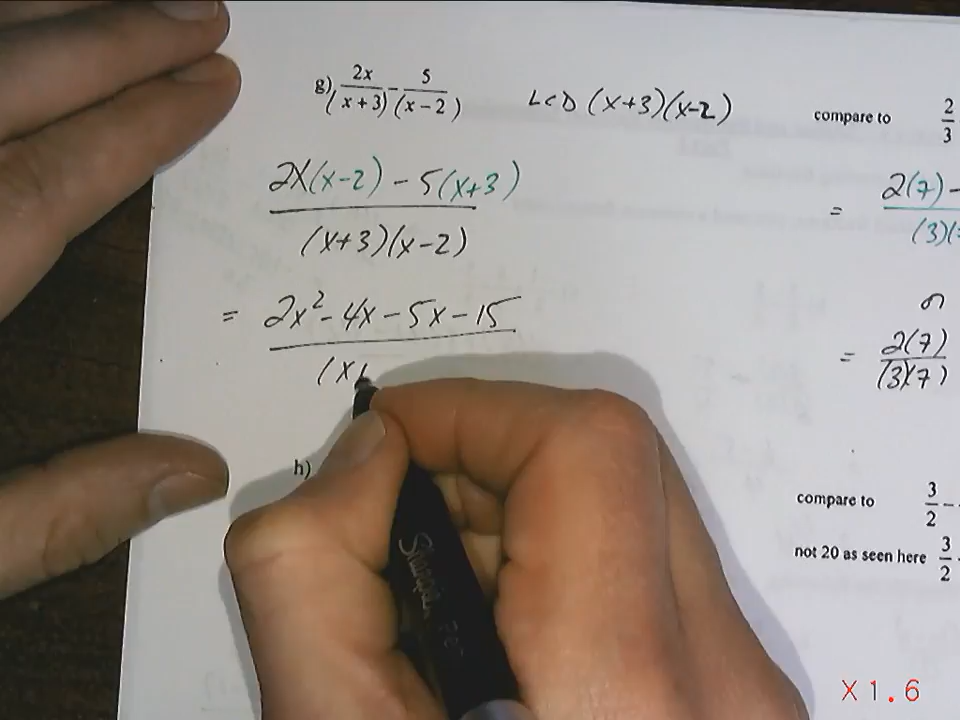 g) 2x/(x + 3) - 5/(x - 2) LCD (x+3)(x-2) compare to 2/3
2x(x-2) - 5(x+3) = 2(7) -
(x+3)(x-2) (3)(
= 2x² - 4x - 5x - 15
(x+ = 2(7)
(3)(7)
h)
compare to 3/2 -
not 20 as seen here 3/2
Sharpie
X1.6